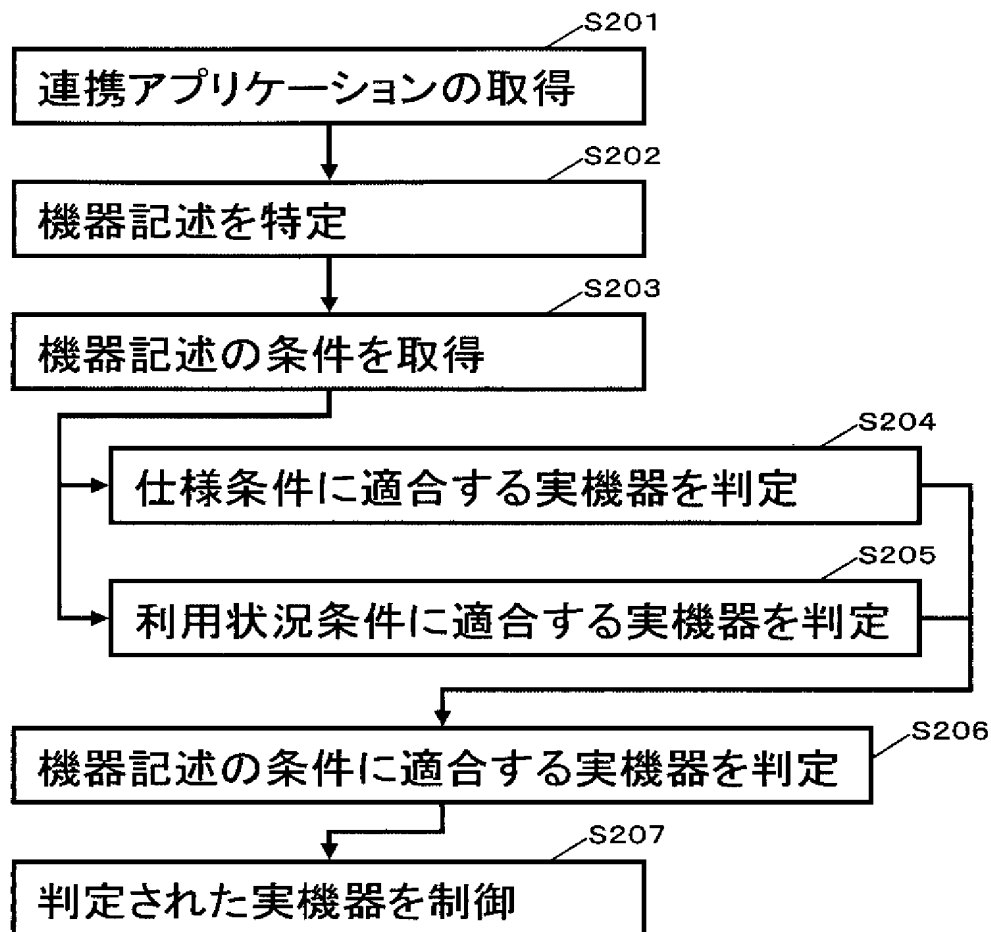 S201
連携アプリケーションの取得
S202
機器記述を特定
S203
機器記述の条件を取得
S204
仕様条件に適合する実機器を判定
S205
利用状況条件に適合する実機器を判定
S206
機器記述の条件に適合する実機器を判定
S207
判定された実機器を制御